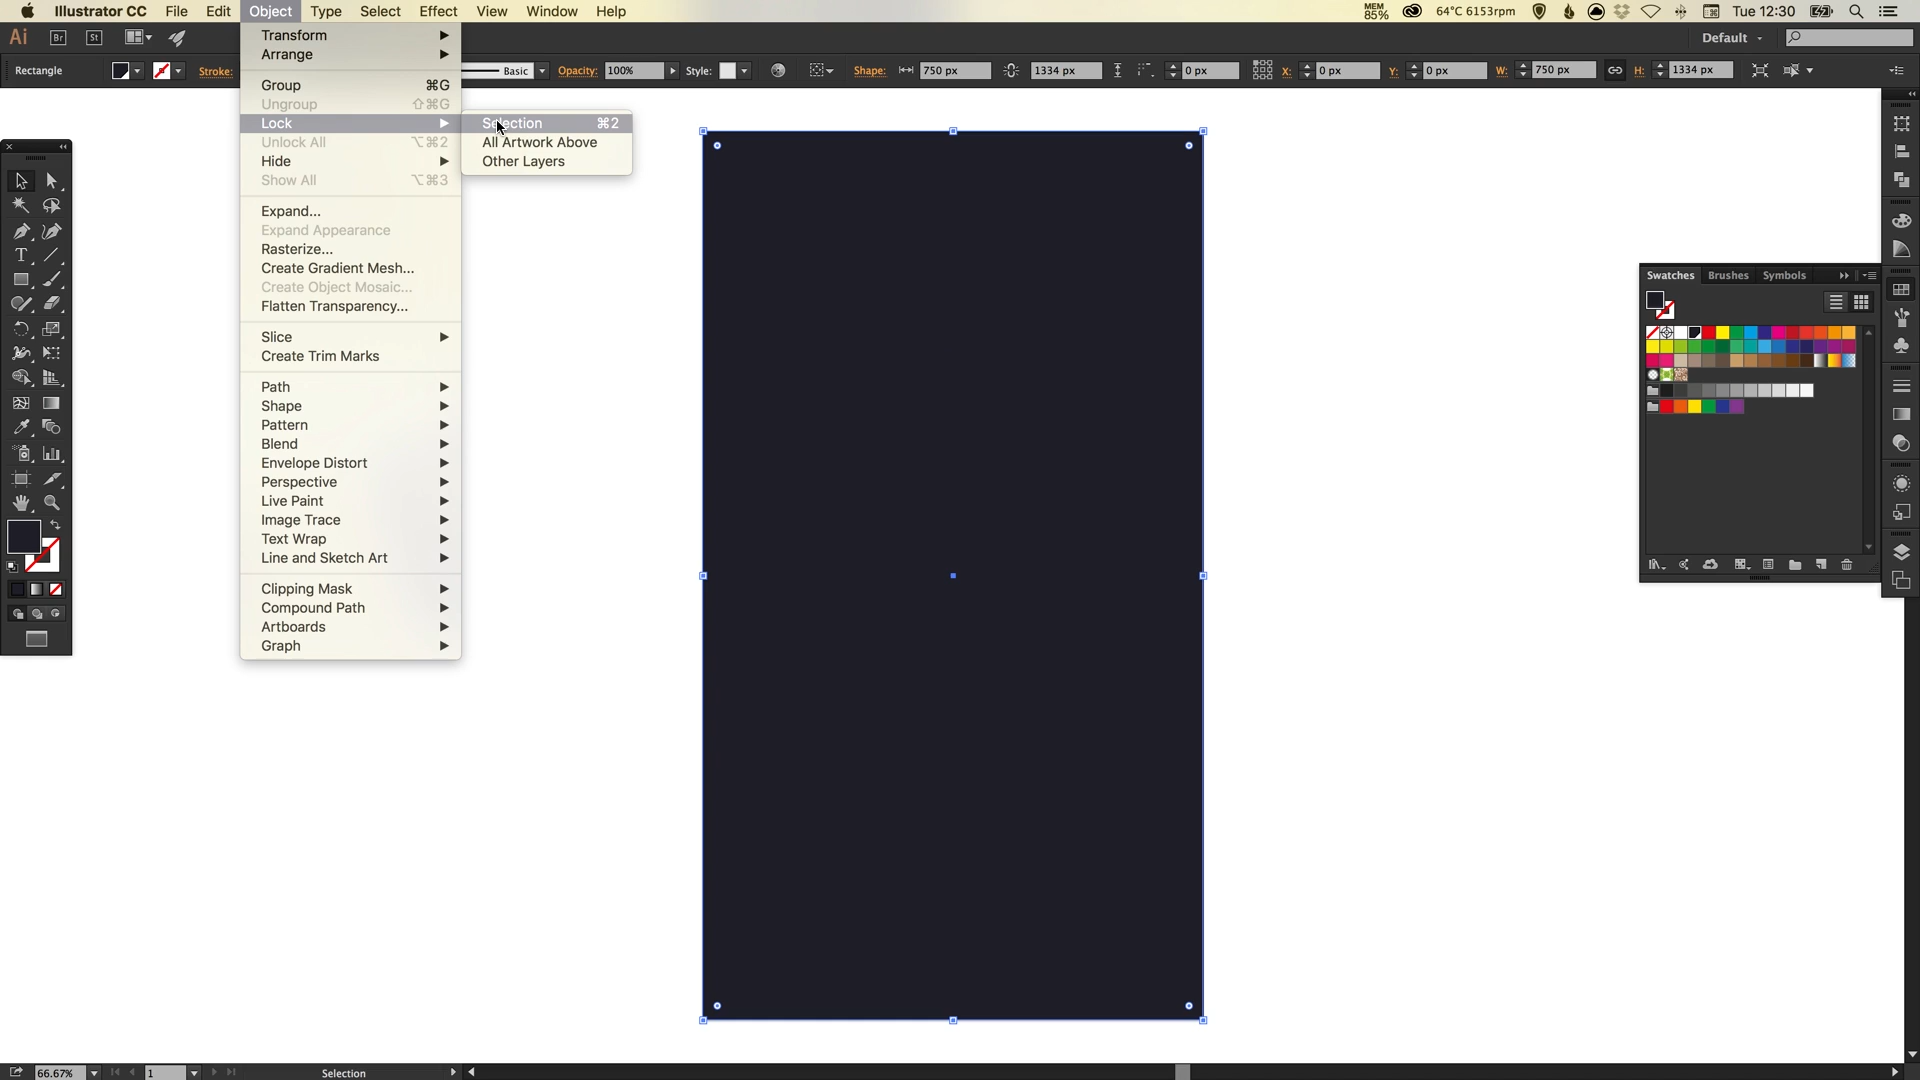 Illustrator CC File Edit Object Type Select Effect View Window Help MEM 85% 64°C 6153rpm Tue 12:30
Ai Br St Default
Rectangle Stroke: Basic Opacity: 100% Style: Shape: 750 px 1334 px 0 px X: 0 px Y: 0 px W: 750 px H: 1334 px
Transform
Arrange
Group ⌘G
Ungroup ⇧⌘G
Lock
Unlock All ⌥⌘2
Hide
Show All ⌥⌘3
Expand...
Expand Appearance
Rasterize...
Create Gradient Mesh...
Create Object Mosaic...
Flatten Transparency...
Slice
Create Trim Marks
Path
Shape
Pattern
Blend
Envelope Distort
Perspective
Live Paint
Image Trace
Text Wrap
Line and Sketch Art
Clipping Mask
Compound Path
Artboards
Graph
Selection ⌘2
All Artwork Above
Other Layers
Swatches Brushes Symbols
66.67% 1 Selection